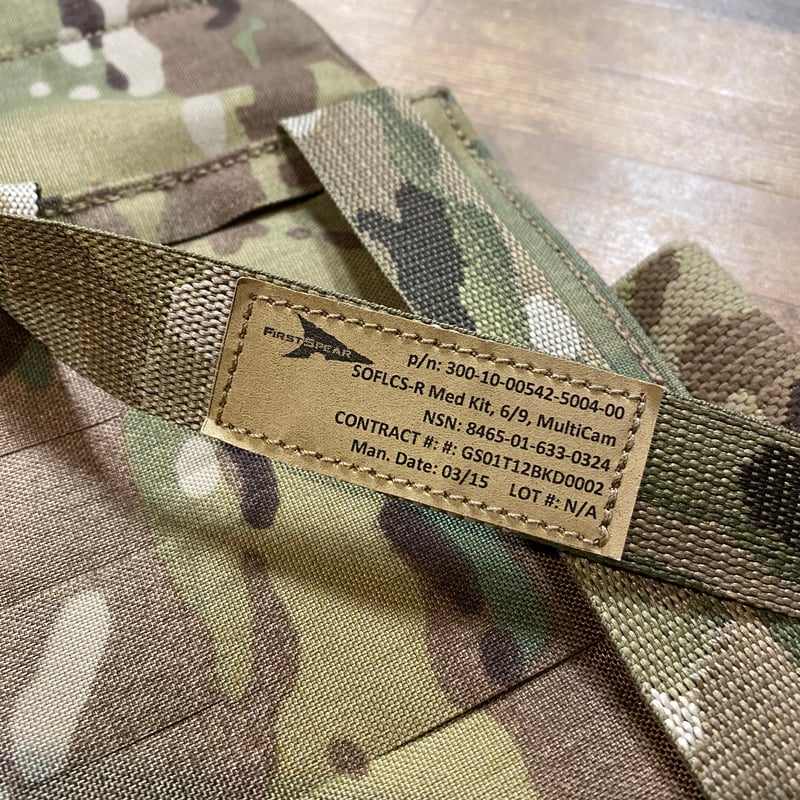 FIRSTSPEAR
p/n: 300-10-00542-5004-00
SOFLCS-R Med Kit, 6/9, MultiCam
NSN: 8465-01-633-0324
CONTRACT #: #: GS01T12BKD0002
Man. Date: 03/15 LOT #: N/A